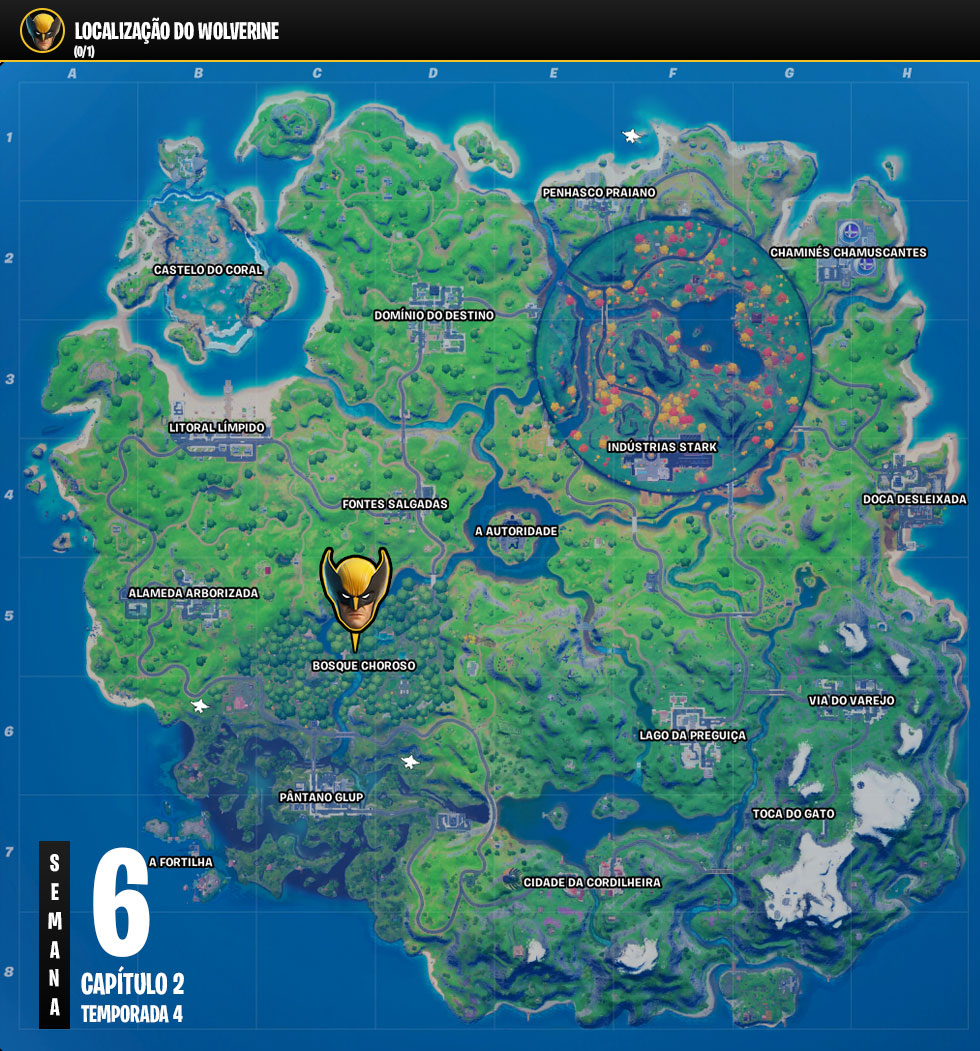 LOCALIZAÇÃO DO WOLVERINE
(0/1)
A B C D E F G H
1
PENHASCO PRAIANO
2
CHAMINÉS CHAMUSCANTES
CASTELO DO CORAL
DOMÍNIO DO DESTINO
3
LITORAL LÍMPIDO
INDÚSTRIAS STARK
4
FONTES SALGADAS
DOCA DESLEIXADA
A AUTORIDADE
ALAMEDA ARBORIZADA
5
BOSQUE CHOROSO
VIA DO VAREJO
6
LAGO DA PREGUIÇA
PÂNTANO GLUP
TOCA DO GATO
7
A FORTILHA
CIDADE DA CORDILHEIRA
8
SEMANA
6
CAPÍTULO 2
TEMPORADA 4